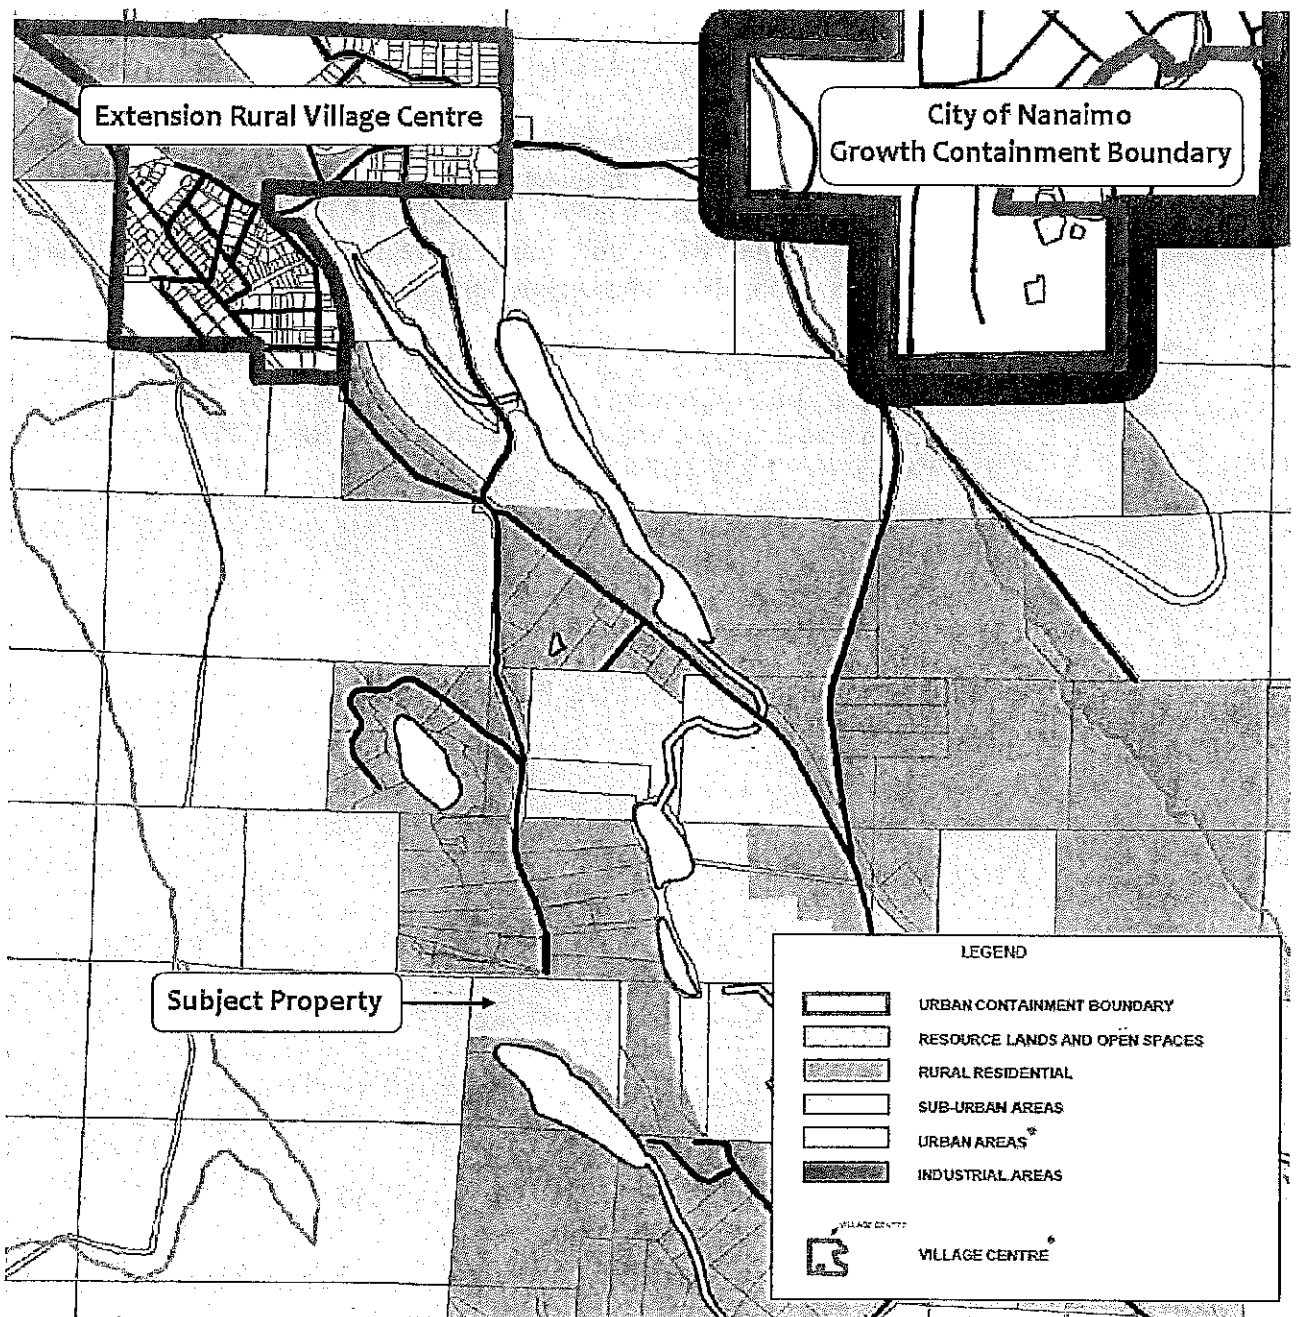 Extension Rural Village Centre
City of Nanaimo
Growth Containment Boundary
Subject Property
LEGEND
URBAN CONTAINMENT BOUNDARY
RESOURCE LANDS AND OPEN SPACES
RURAL RESIDENTIAL
SUB-URBAN AREAS
URBAN AREAS*
INDUSTRIAL AREAS
VILLAGE CENTRE
VILLAGE CENTRE*